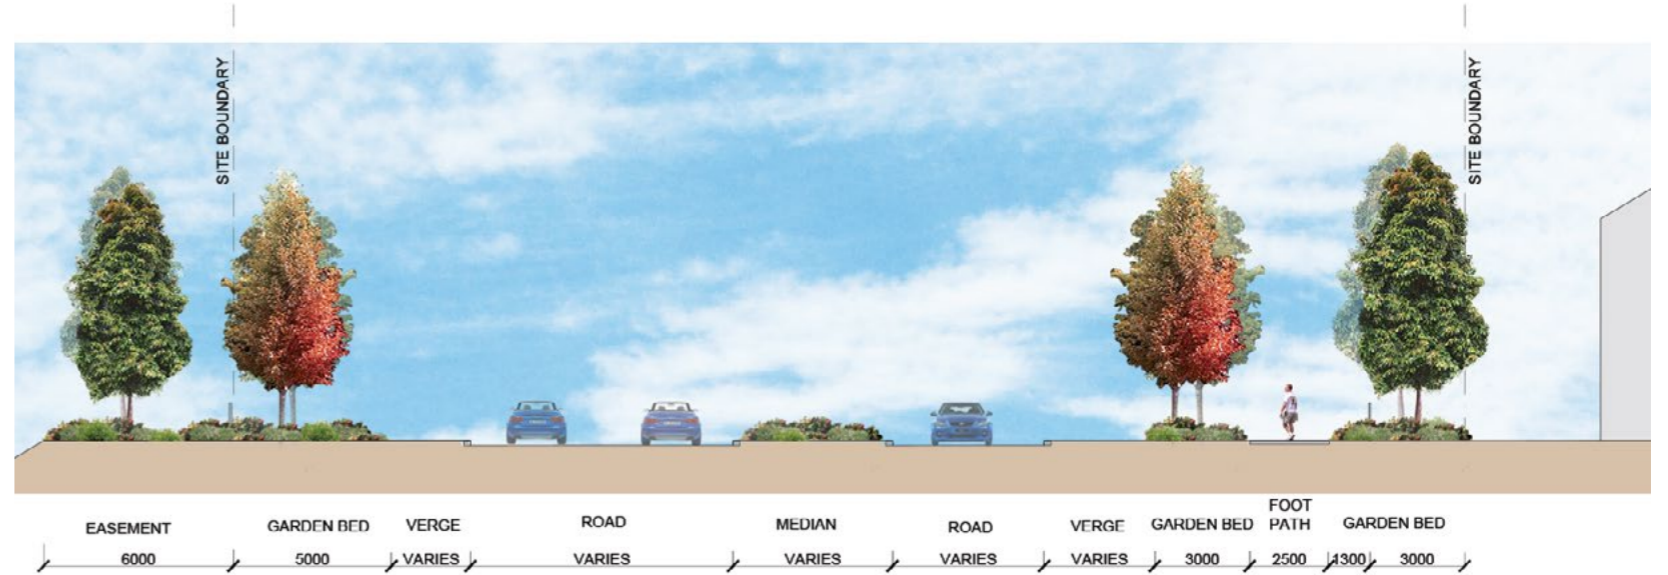 SITE BOUNDARY
SITE BOUNDARY
EASEMENT GARDEN BED VERGE ROAD MEDIAN ROAD VERGE GARDEN BED FOOT PATH GARDEN BED
6000 5000 VARIES VARIES VARIES VARIES VARIES 3000 2500 1300 3000